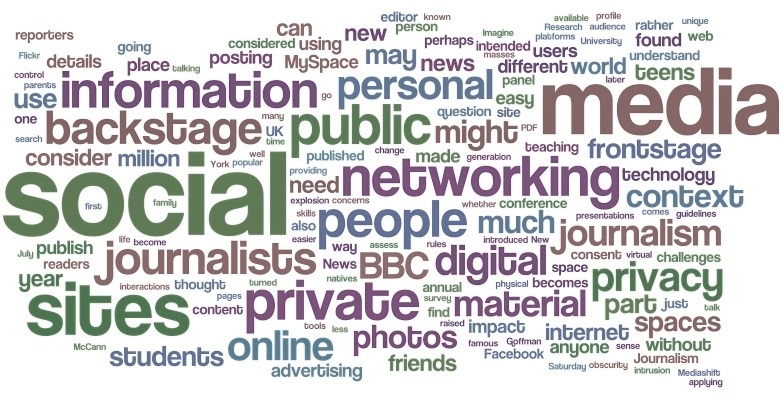 editor known
available profile
reporters
can
new
person
Research audience
rather
unique
Flickr
going
considered using
perhaps
Imagine
intended
platforms University
found web
details
place talking
posting
MySpace
may
news
masses
different
users
world
understand
control
parents
use
information
go
personal
panel
easy
later
teens
media
one
backstage
many
UK
time
public
might
question site
PDF
teaching
frontstage
search
consider
million
York popular
well
published
change
made
generation
technology
social
first
family
providing
need
networking
context
explosion concerns
skills
also
easier
people
whether conference
much
presentations
comes guidelines
July
publish
life become
journalists
way
assess
rules
introduced New
journalism
readers
News
BBC
digital
space
consent virtual
challenges
year
interactions
thought
turned
natives
physical becomes
privacy
sites
pages
content
private
annual
survey
find
material
part
just
talk
tools less
photos
raised impact
internet
spaces
McCann
students
online
famous Goffman
Facebook
anyone
sense
without
advertising
friends
Saturday obscurity
Journalism
intrusion
Mediashift
applying